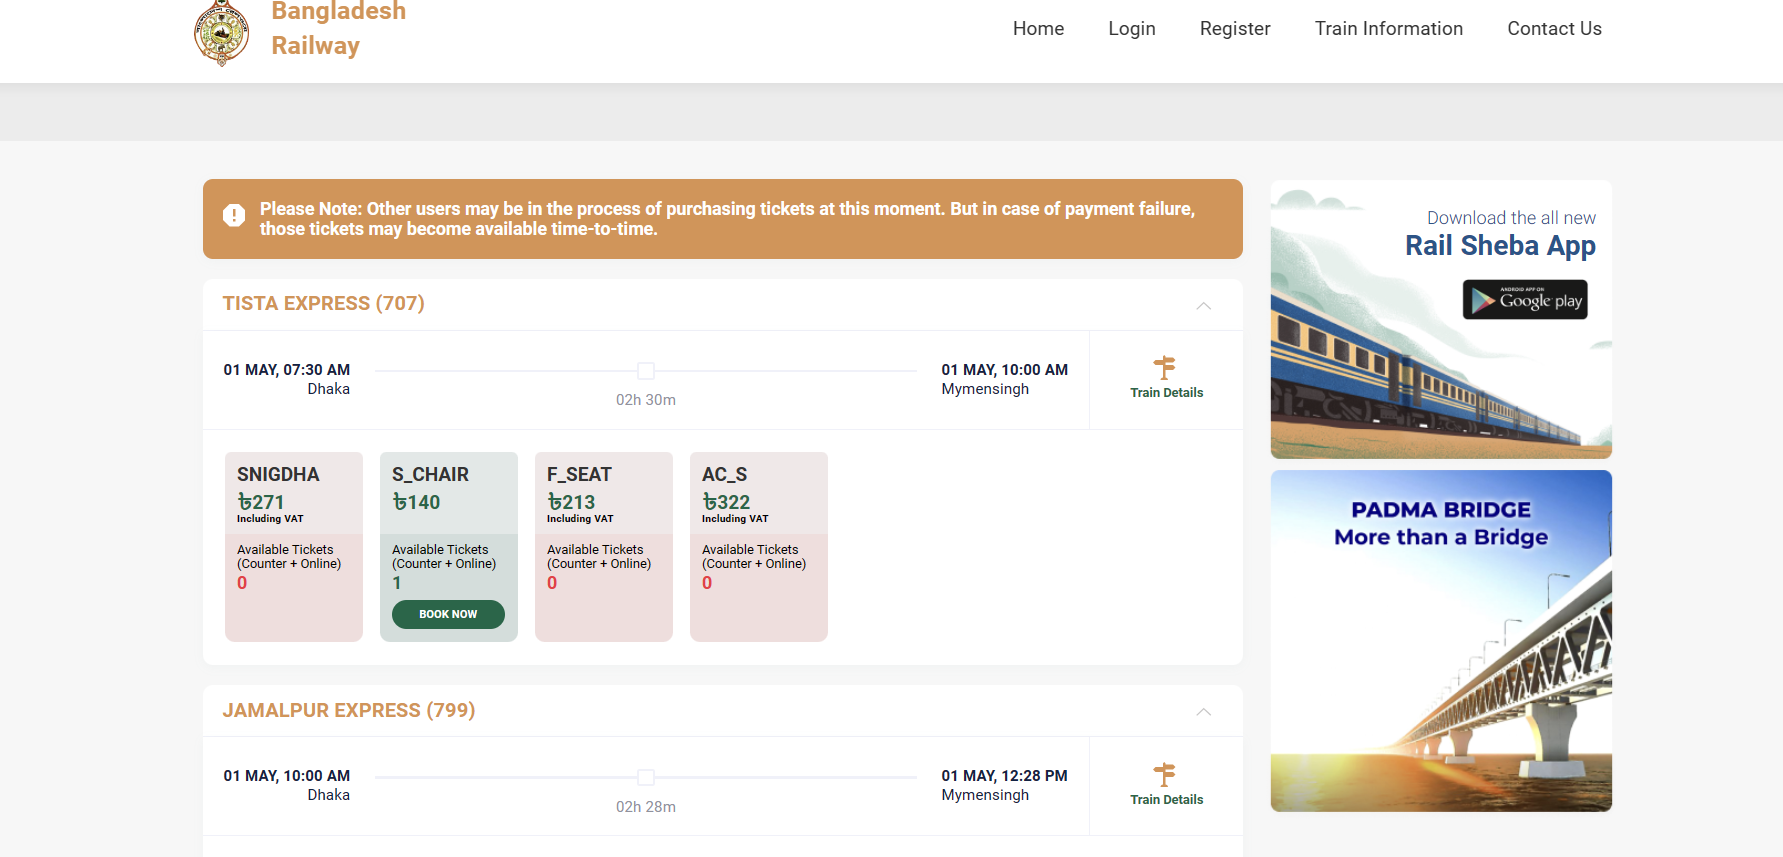 Bangladesh
Railway
Home
Login
Register
Train Information
Contact Us
Please Note: Other users may be in the process of purchasing tickets at this moment. But in case of payment failure,
those tickets may become available time-to-time.
TISTA EXPRESS (707)
01 MAY, 07:30 AM
Dhaka
02h 30m
01 MAY, 10:00 AM
Mymensingh
Train Details
SNIGDHA
৳271
Including VAT
Available Tickets
(Counter + Online)
0
S_CHAIR
৳140
Available Tickets
(Counter + Online)
1
BOOK NOW
F_SEAT
৳213
Including VAT
Available Tickets
(Counter + Online)
0
AC_S
৳322
Including VAT
Available Tickets
(Counter + Online)
0
JAMALPUR EXPRESS (799)
01 MAY, 10:00 AM
Dhaka
02h 28m
01 MAY, 12:28 PM
Mymensingh
Train Details
Download the all new
Rail Sheba App
ANDROID APP ON
Google play
PADMA BRIDGE
More than a Bridge